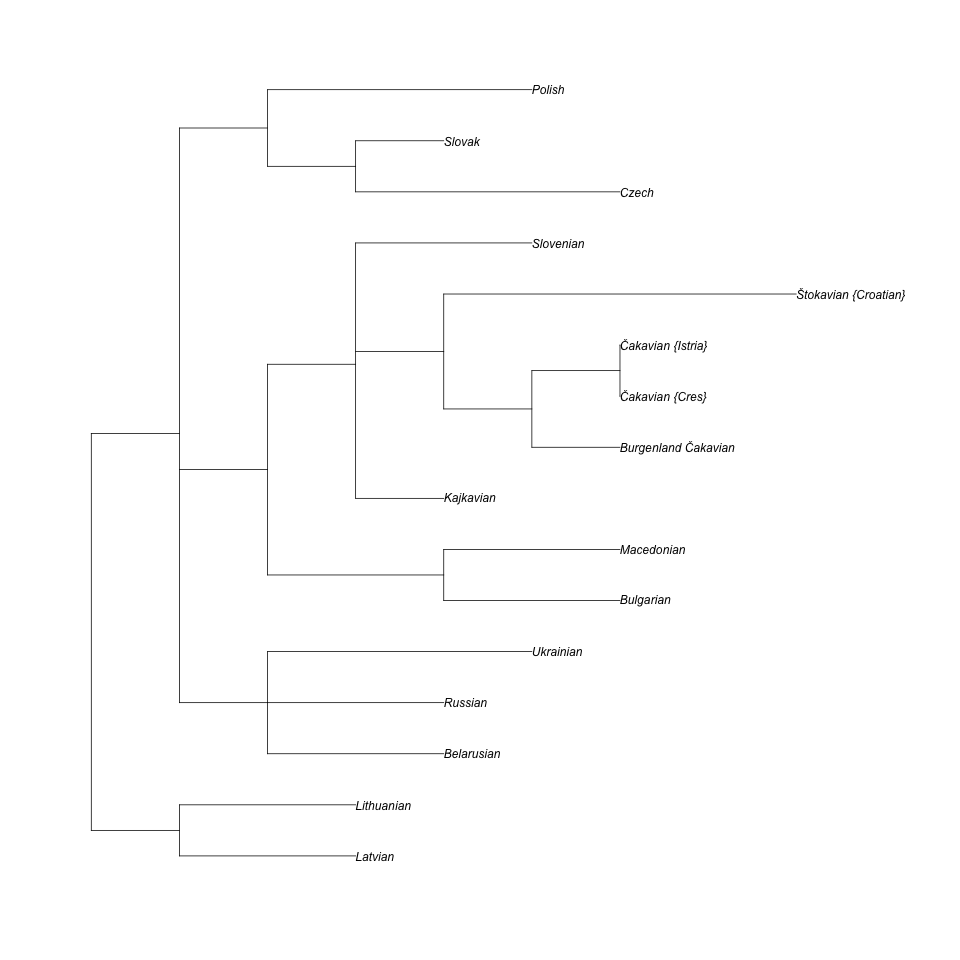 Polish
Slovak
Czech
Slovenian
Štokavian {Croatian}
Čakavian {Istria}
Čakavian {Cres}
Burgenland Čakavian
Kajkavian
Macedonian
Bulgarian
Ukrainian
Russian
Belarusian
Lithuanian
Latvian